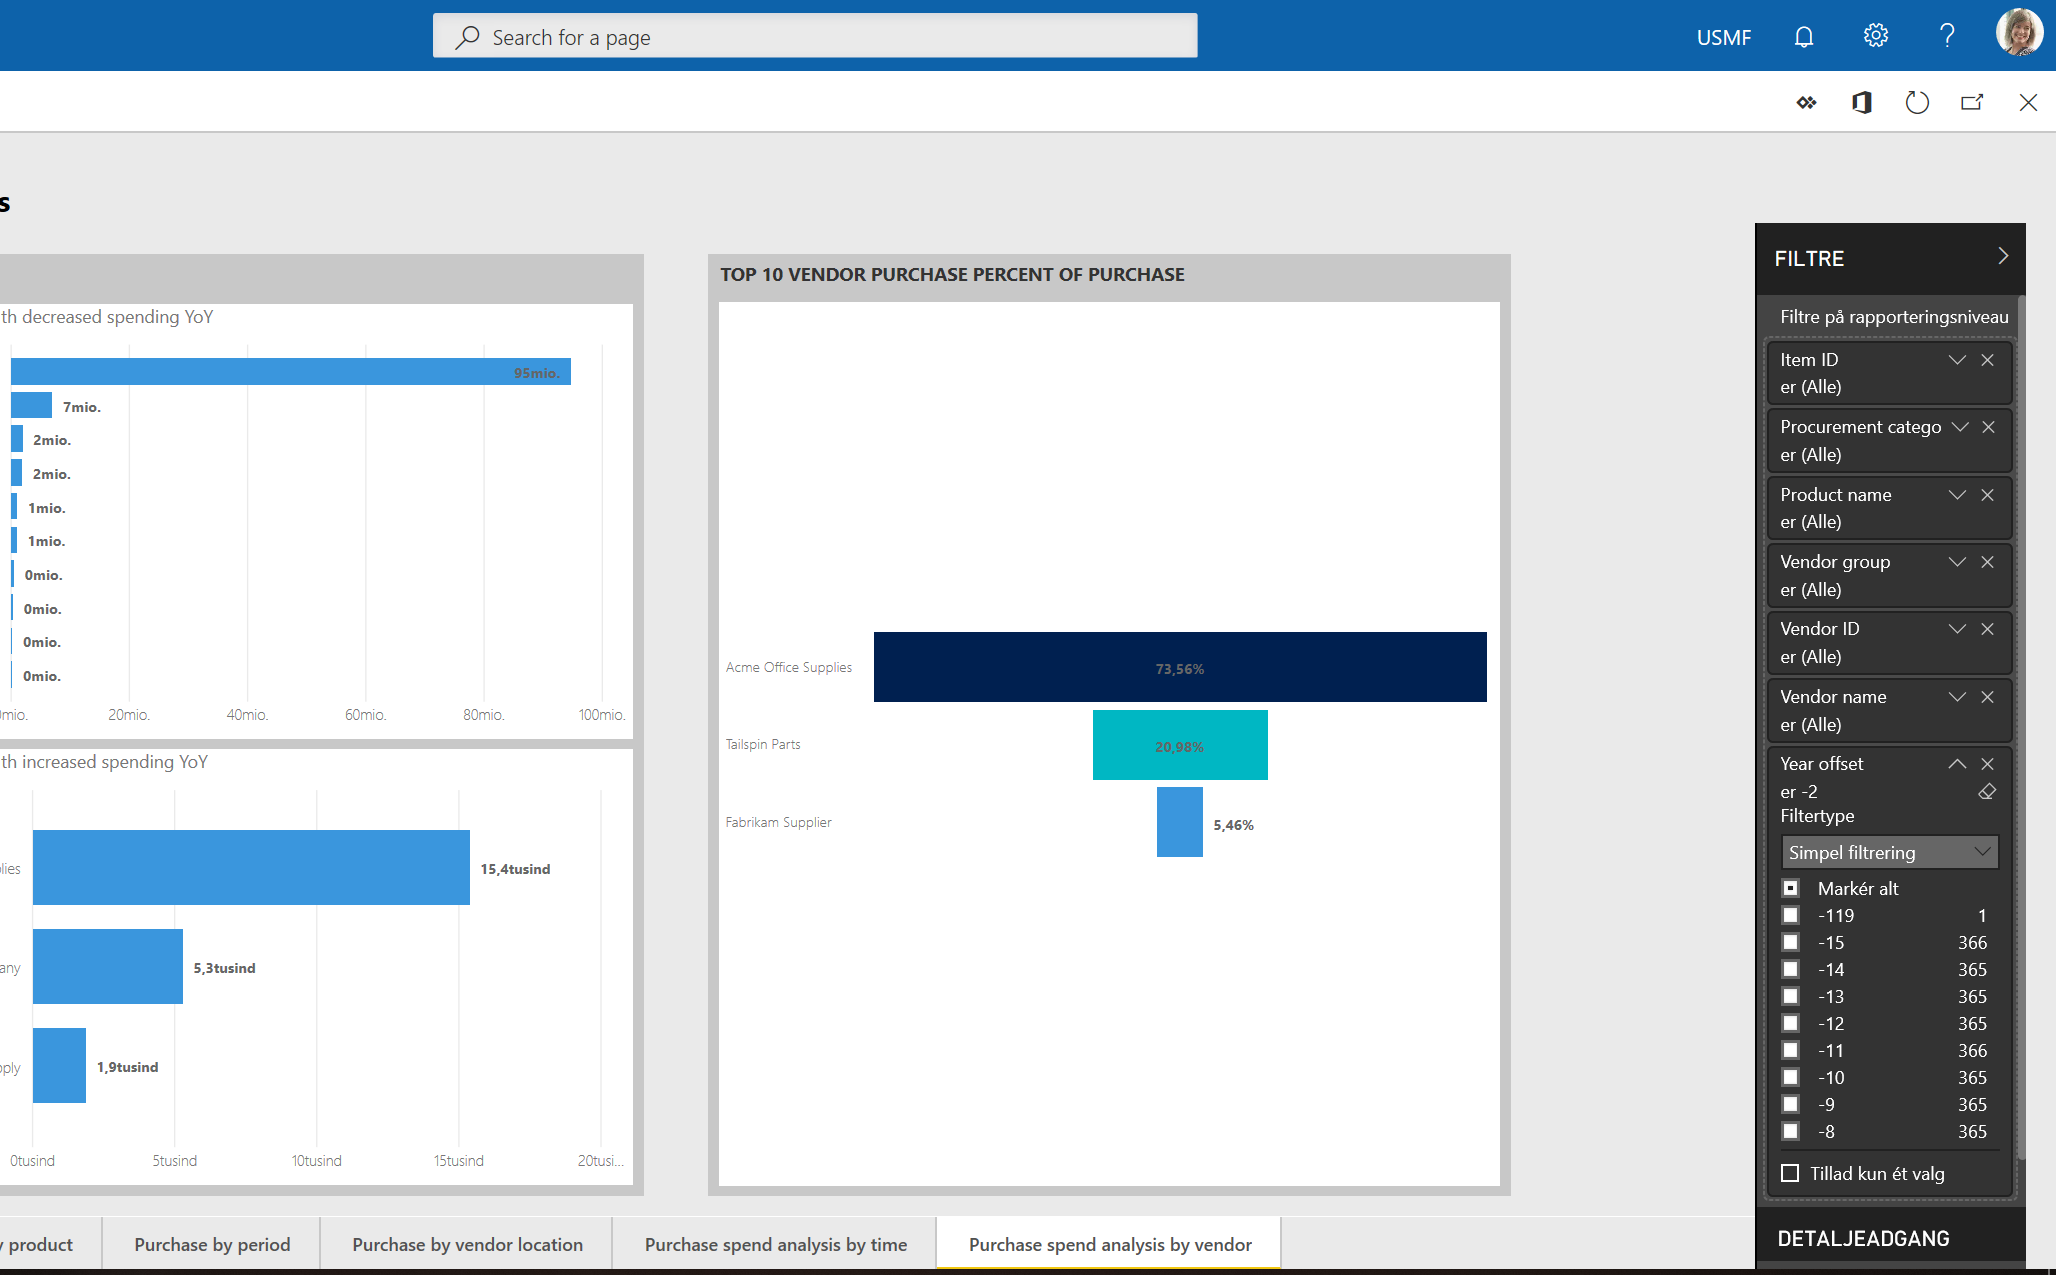 Search for a page
USMF
s
TOP 10 VENDOR PURCHASE PERCENT OF PURCHASE
th decreased spending YoY
95mio.
7mio.
2mio.
2mio.
1mio.
1mio.
0mio.
0mio.
0mio.
0mio.
mio.
20mio.
40mio.
60mio.
80mio.
100mio.
th increased spending YoY
lies
15,4tusind
any
5,3tusind
pply
1,9tusind
0tusind
5tusind
10tusind
15tusind
20tusi...
Acme Office Supplies
73,56%
Tailspin Parts
20,98%
Fabrikam Supplier
5,46%
FILTRE
Filtre på rapporteringsniveau
Item ID
er (Alle)
Procurement catego
er (Alle)
Product name
er (Alle)
Vendor group
er (Alle)
Vendor ID
er (Alle)
Vendor name
er (Alle)
Year offset
er -2
Filtertype
Simpel filtrering
Markér alt
-119 1
-15 366
-14 365
-13 365
-12 365
-11 366
-10 365
-9 365
-8 365
Tillad kun ét valg
DETALJEADGANG
y product
Purchase by period
Purchase by vendor location
Purchase spend analysis by time
Purchase spend analysis by vendor